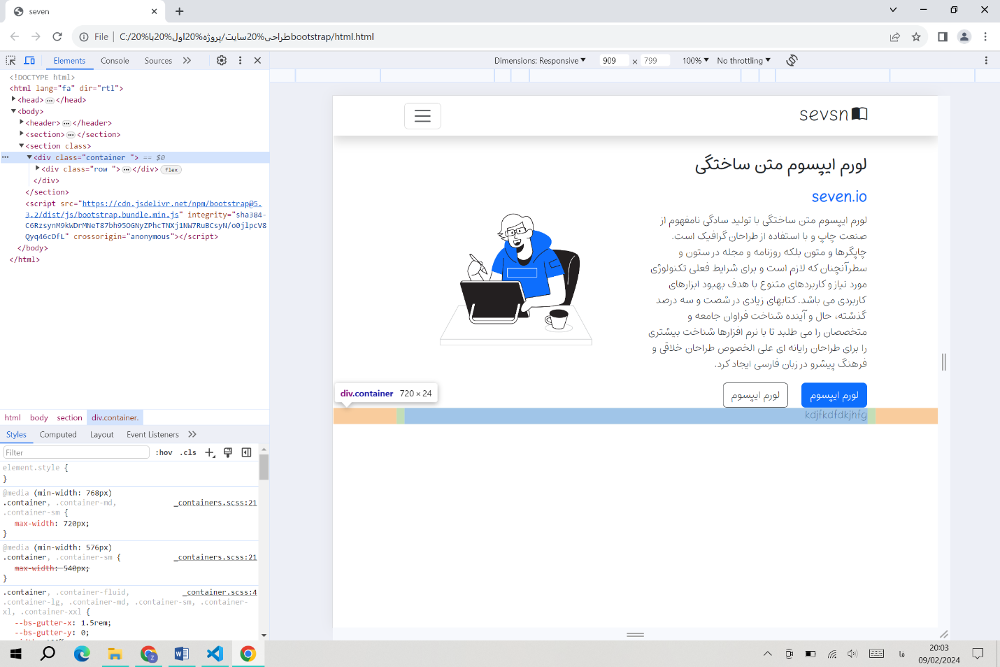 seven
File
C:/طراحی%20سایت/پروژه%20اول%20با%20bootstrap/html.html
Elements
Console
Sources
Dimensions: Responsive
909 × 799
100%
No throttling
<!DOCTYPE html>
<html lang="fa" dir="rtl">
<head> ••• </head>
<body>
<header> ••• </header>
<section> ••• </section>
<section class>
••• <div class="container "> == $0
<div class="row "> ••• </div> flex
</div>
</section>
<script src="https://cdn.jsdelivr.net/npm/bootstrap@5.
3.2/dist/js/bootstrap.bundle.min.js" integrity="sha384-
C6RzsynM9kWDrMNeT87bh95OGNyZPhcTNXj1NW7RuBCsyN/o0jlpcV8
Qyq46cDfL" crossorigin="anonymous"></script>
</body>
</html>
html body section div.container.
Styles
Computed
Layout
Event Listeners
Filter
:hov
.cls
element.style {
}
@media (min-width: 768px)
.container, .container-md, _containers.scss:21
.container-sm {
max-width: 720px;
}
@media (min-width: 576px)
.container, .container-sm { _containers.scss:21
max-width: 540px;
}
.container, .container-fluid, _container.scss:4
.container-lg, .container-md, .container-sm, .container-
xl, .container-xxl {
--bs-gutter-x: 1.5rem;
--bs-gutter-y: 0;
sevsn
لورم ایپسوم متن ساختگی
seven.io
لورم ایپسوم متن ساختگی با تولید سادگی نامفهوم از
صنعت چاپ و با استفاده از طراحان گرافیک است.
چاپگرها و متون بلکه روزنامه و مجله در ستون و
سطرآنچنان که لازم است و برای شرایط فعلی تکنولوژی
مورد نیاز و کاربردهای متنوع با هدف بهبود ابزارهای
کاربردی می باشد. کتابهای زیادی در شصت و سه درصد
گذشته، حال و آینده شناخت فراوان جامعه و
متخصصان را می طلبد تا با نرم افزارها شناخت بیشتری
را برای طراحان رایانه ای علی الخصوص طراحان خلاقی و
فرهنگ پیشرو در زبان فارسی ایجاد کرد.
لورم ایپسوم
لورم ایپسوم
div.container 720 × 24
kdjfkdfdkjhfg
فا
20:03
09/02/2024